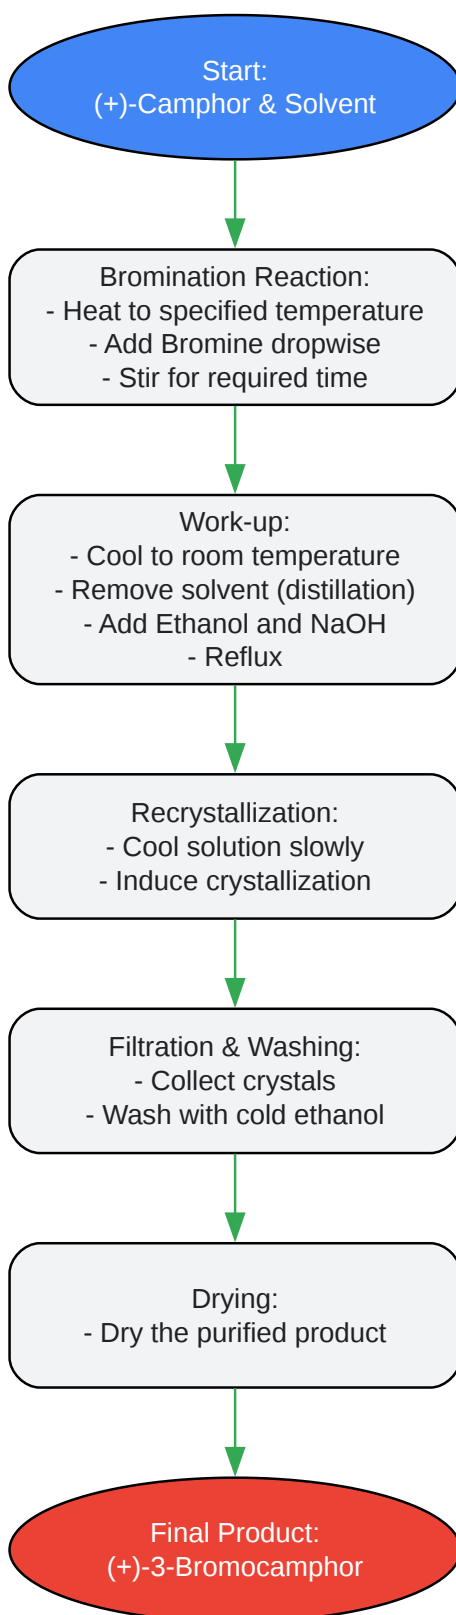 Start:
(+)-Camphor & Solvent
Bromination Reaction:
- Heat to specified temperature
- Add Bromine dropwise
- Stir for required time
Work-up:
- Cool to room temperature
- Remove solvent (distillation)
- Add Ethanol and NaOH
- Reflux
Recrystallization:
- Cool solution slowly
- Induce crystallization
Filtration & Washing:
- Collect crystals
- Wash with cold ethanol
Drying:
- Dry the purified product
Final Product:
(+)-3-Bromocamphor